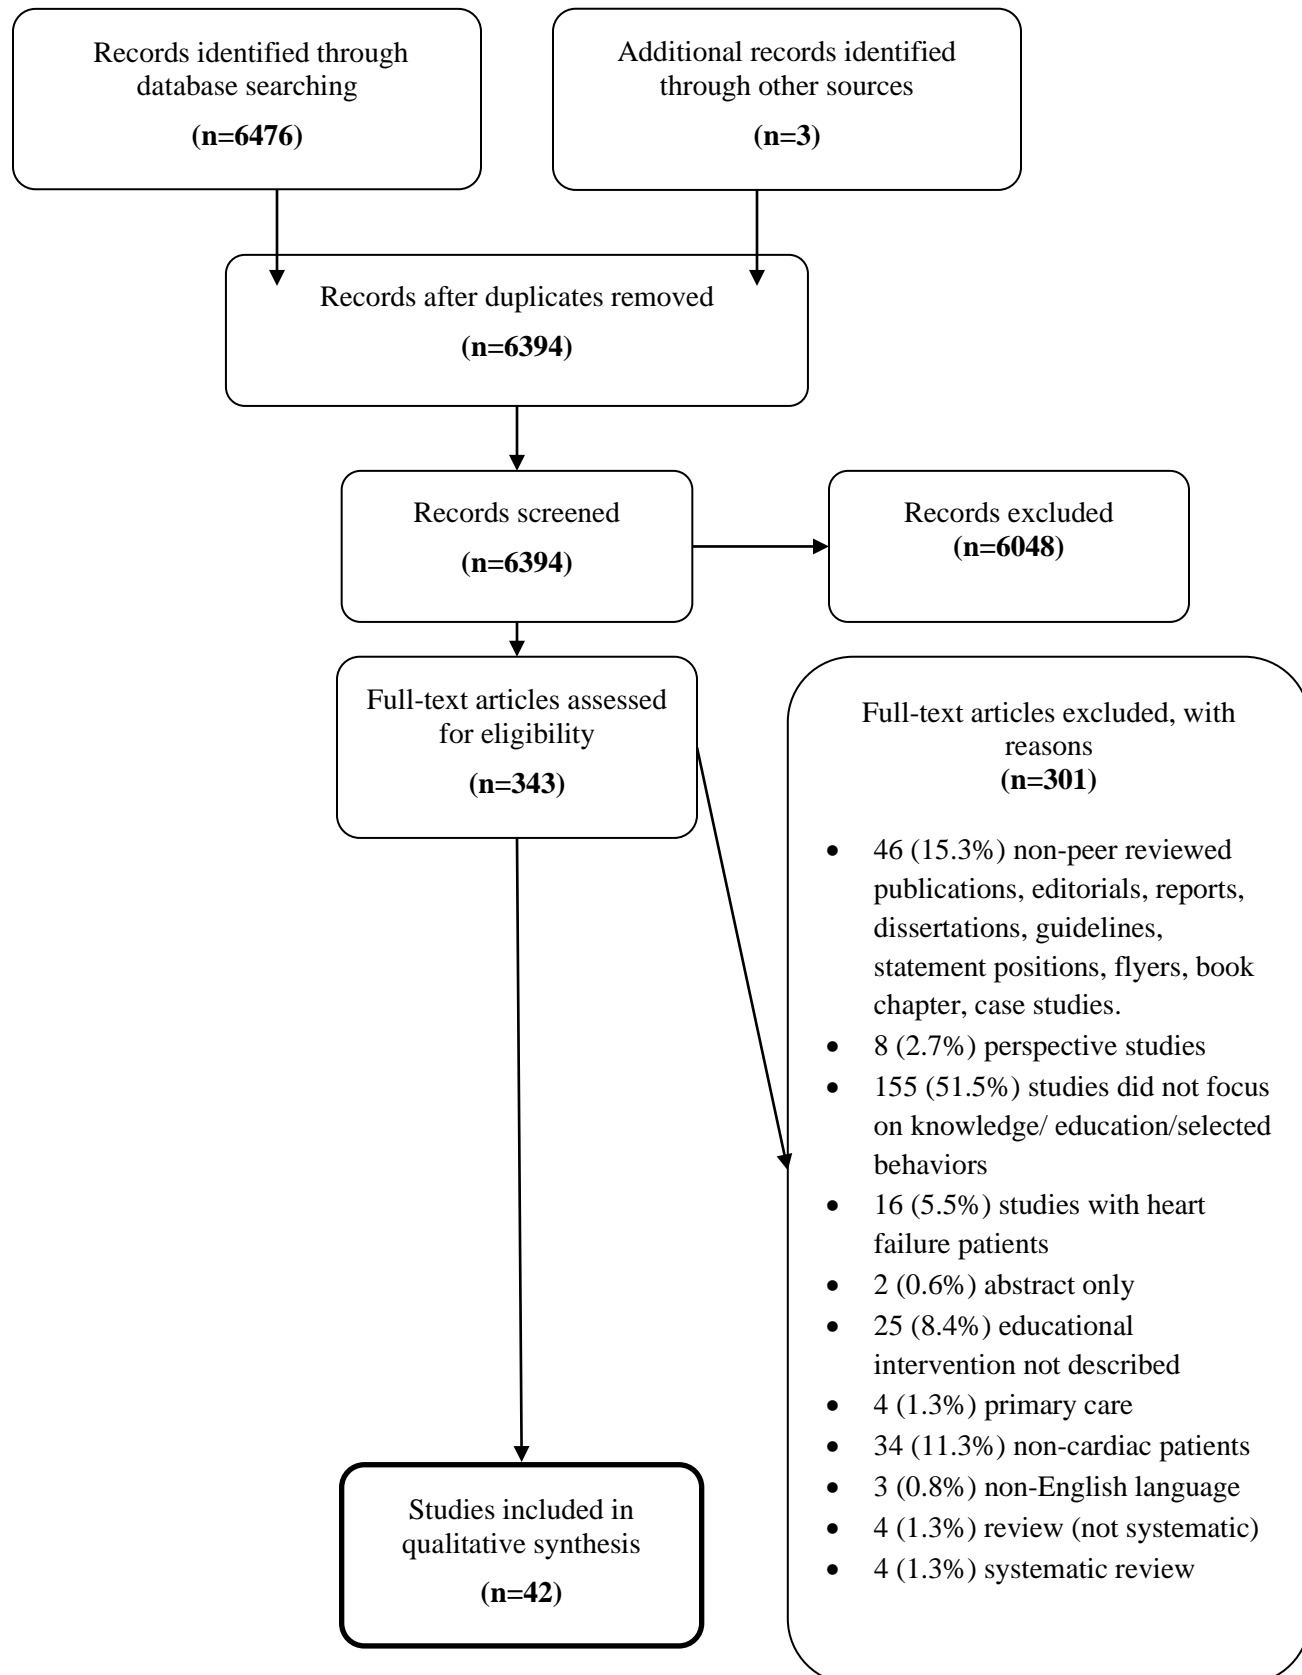 Records identified through
database searching
(n=6476)
Additional records identified
through other sources
(n=3)
Records after duplicates removed
(n=6394)
Records screened
(n=6394)
Records excluded
(n=6048)
Full-text articles assessed
for eligibility
(n=343)
Full-text articles excluded, with
reasons
(n=301)
• 46 (15.3%) non-peer reviewed
publications, editorials, reports,
dissertations, guidelines,
statement positions, flyers, book
chapter, case studies.
• 8 (2.7%) perspective studies
• 155 (51.5%) studies did not focus
on knowledge/ education/selected
behaviors
• 16 (5.5%) studies with heart
failure patients
• 2 (0.6%) abstract only
• 25 (8.4%) educational
intervention not described
• 4 (1.3%) primary care
• 34 (11.3%) non-cardiac patients
• 3 (0.8%) non-English language
• 4 (1.3%) review (not systematic)
• 4 (1.3%) systematic review
Studies included in
qualitative synthesis
(n=42)